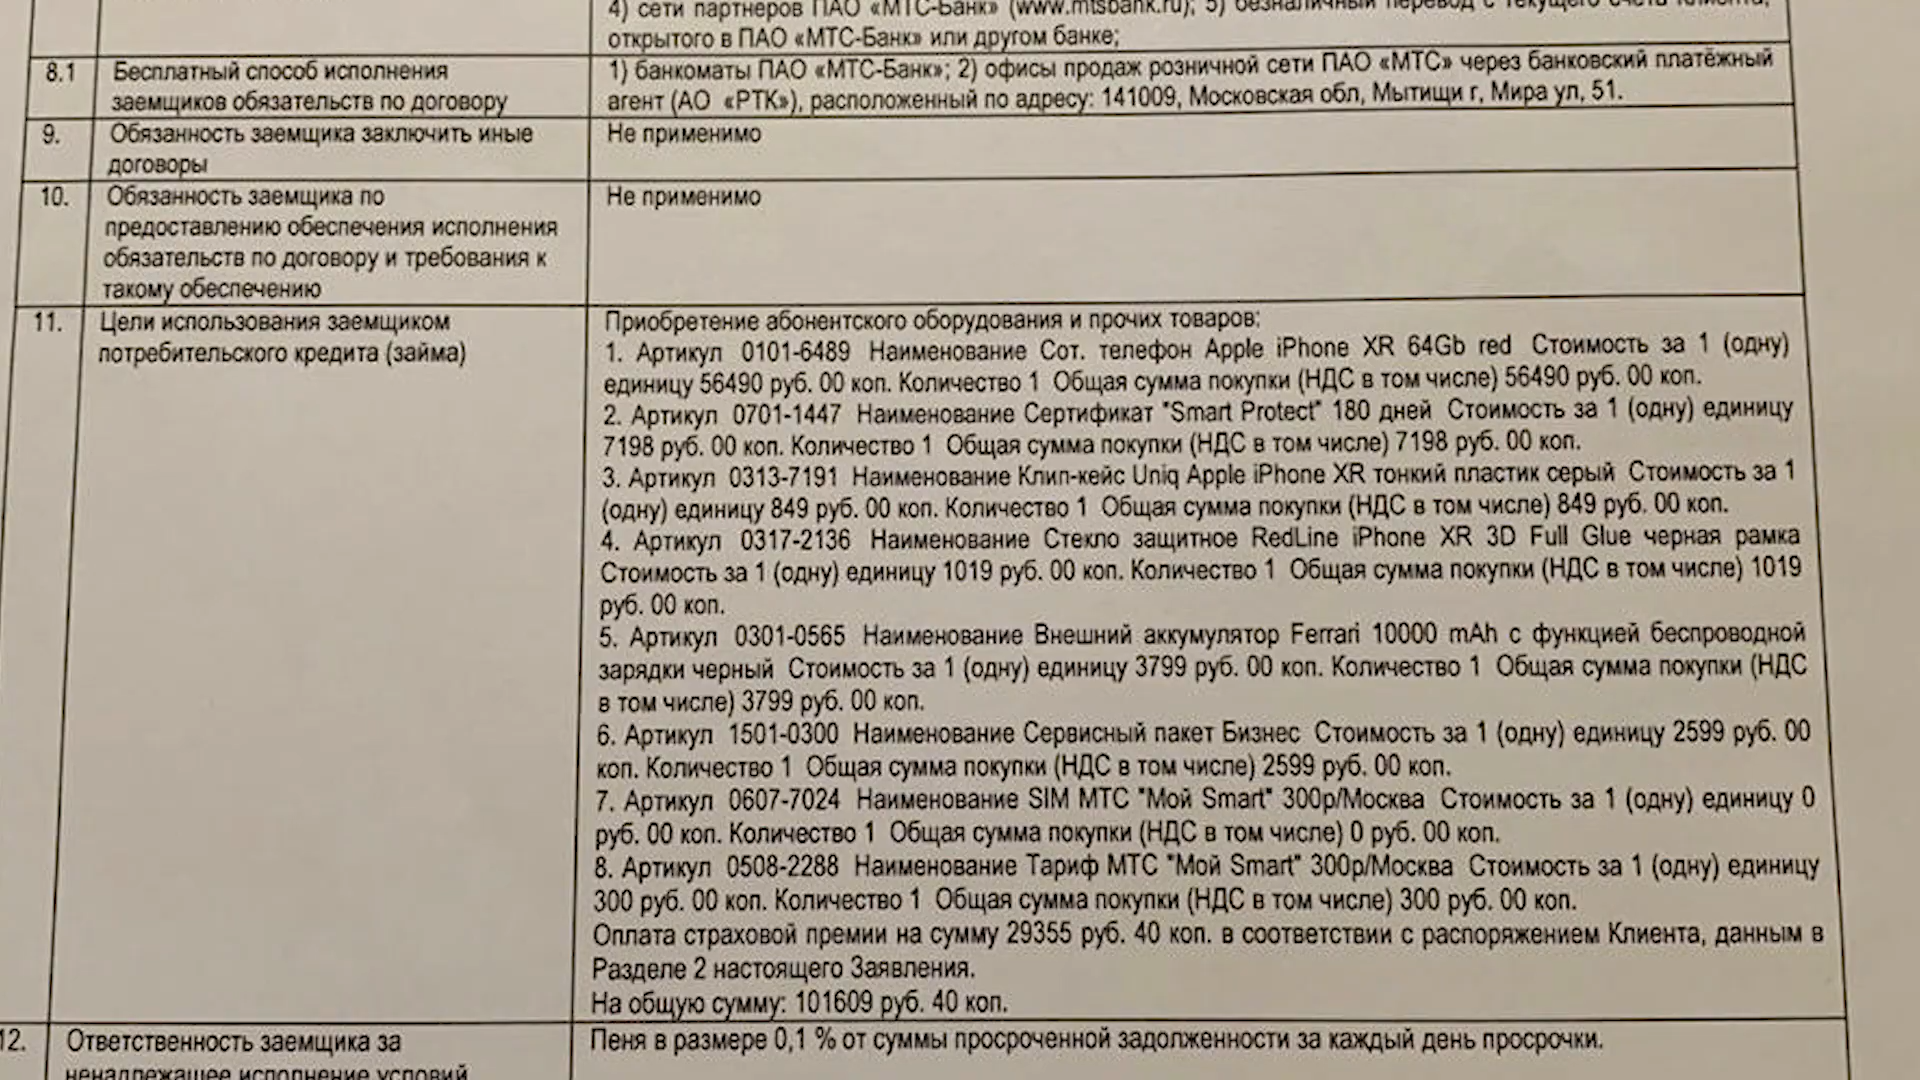 4) сети партнеров ПАО «МТС-Банк» (www.mtsbank.ru); 5) безналичный перевод с текущего счета Клиента,
открытого в ПАО «МТС-Банк» или другом банке;
8.1 Бесплатный способ исполнения
заемщиков обязательств по договору
1) банкоматы ПАО «МТС-Банк»; 2) офисы продаж розничной сети ПАО «МТС» через банковский платёжный
агент (АО «РТК»), расположенный по адресу: 141009, Московская обл, Мытищи г, Мира ул, 51.
9. Обязанность заемщика заключить иные
договоры
Не применимо
10. Обязанность заемщика по
предоставлению обеспечения исполнения
обязательств по договору и требования к
такому обеспечению
Не применимо
11. Цели использования заемщиком
потребительского кредита (займа)
Приобретение абонентского оборудования и прочих товаров:
1. Артикул 0101-6489 Наименование Сот. телефон Apple iPhone XR 64Gb red Стоимость за 1 (одну)
единицу 56490 руб. 00 коп. Количество 1 Общая сумма покупки (НДС в том числе) 56490 руб. 00 коп.
2. Артикул 0701-1447 Наименование Сертификат "Smart Protect" 180 дней Стоимость за 1 (одну) единицу
7198 руб. 00 коп. Количество 1 Общая сумма покупки (НДС в том числе) 7198 руб. 00 коп.
3. Артикул 0313-7191 Наименование Клип-кейс Uniq Apple iPhone XR тонкий пластик серый Стоимость за 1
(одну) единицу 849 руб. 00 коп. Количество 1 Общая сумма покупки (НДС в том числе) 849 руб. 00 коп.
4. Артикул 0317-2136 Наименование Стекло защитное RedLine iPhone XR 3D Full Glue черная рамка
Стоимость за 1 (одну) единицу 1019 руб. 00 коп. Количество 1 Общая сумма покупки (НДС в том числе) 1019
руб. 00 коп.
5. Артикул 0301-0565 Наименование Внешний аккумулятор Ferrari 10000 mAh с функцией беспроводной
зарядки черный Стоимость за 1 (одну) единицу 3799 руб. 00 коп. Количество 1 Общая сумма покупки (НДС
в том числе) 3799 руб. 00 коп.
6. Артикул 1501-0300 Наименование Сервисный пакет Бизнес Стоимость за 1 (одну) единицу 2599 руб. 00
коп. Количество 1 Общая сумма покупки (НДС в том числе) 2599 руб. 00 коп.
7. Артикул 0607-7024 Наименование SIM МТС "Мой Smart" 300р/Москва Стоимость за 1 (одну) единицу 0
руб. 00 коп. Количество 1 Общая сумма покупки (НДС в том числе) 0 руб. 00 коп.
8. Артикул 0508-2288 Наименование Тариф МТС "Мой Smart" 300р/Москва Стоимость за 1 (одну) единицу
300 руб. 00 коп. Количество 1 Общая сумма покупки (НДС в том числе) 300 руб. 00 коп.
Оплата страховой премии на сумму 29355 руб. 40 коп. в соответствии с распоряжением Клиента, данным в
Разделе 2 настоящего Заявления.
На общую сумму: 101609 руб. 40 коп.
12. Ответственность заемщика за
ненадлежащее исполнение условий
Пеня в размере 0,1 % от суммы просроченной задолженности за каждый день просрочки.